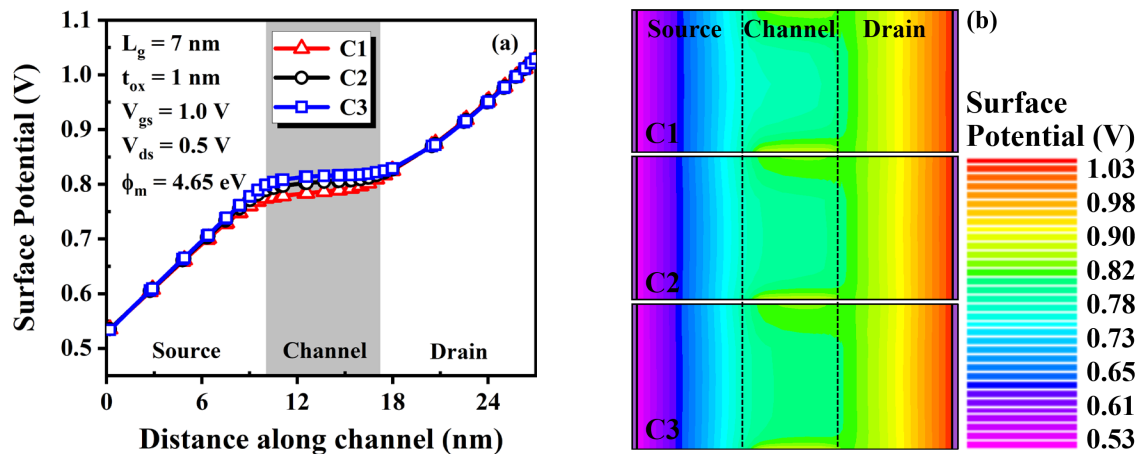 1.1
1.0
0.9
0.8
0.7
0.6
0.5
Surface Potential (V)
L_g = 7 nm
t_ox = 1 nm
V_gs = 1.0 V
V_ds = 0.5 V
ϕ_m = 4.65 eV
C1
C2
C3
(a)
Source
Channel
Drain
0
6
12
18
24
Distance along channel (nm)
Source
Channel
Drain
(b)
C1
C2
C3
Surface
Potential (V)
1.03
0.98
0.90
0.82
0.78
0.73
0.65
0.61
0.53